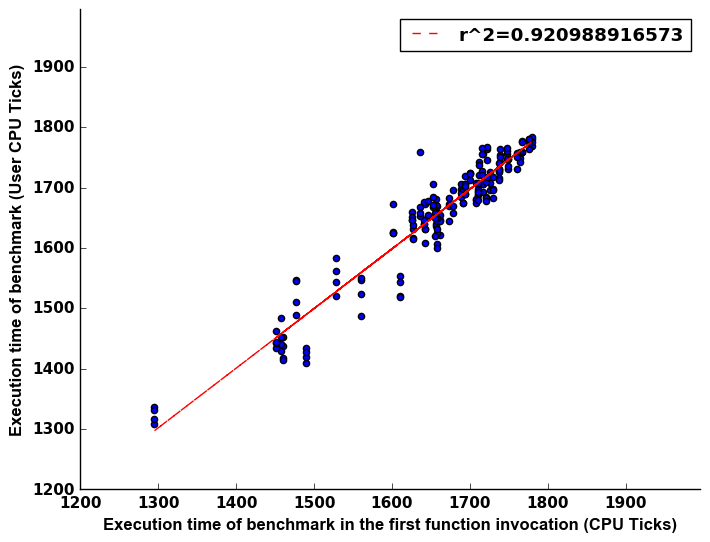 r^2=0.920988916573
1900
1800
1700
1600
1500
1400
1300
1200
Execution time of benchmark (User CPU Ticks)
1200 1300 1400 1500 1600 1700 1800 1900
Execution time of benchmark in the first function invocation (CPU Ticks)